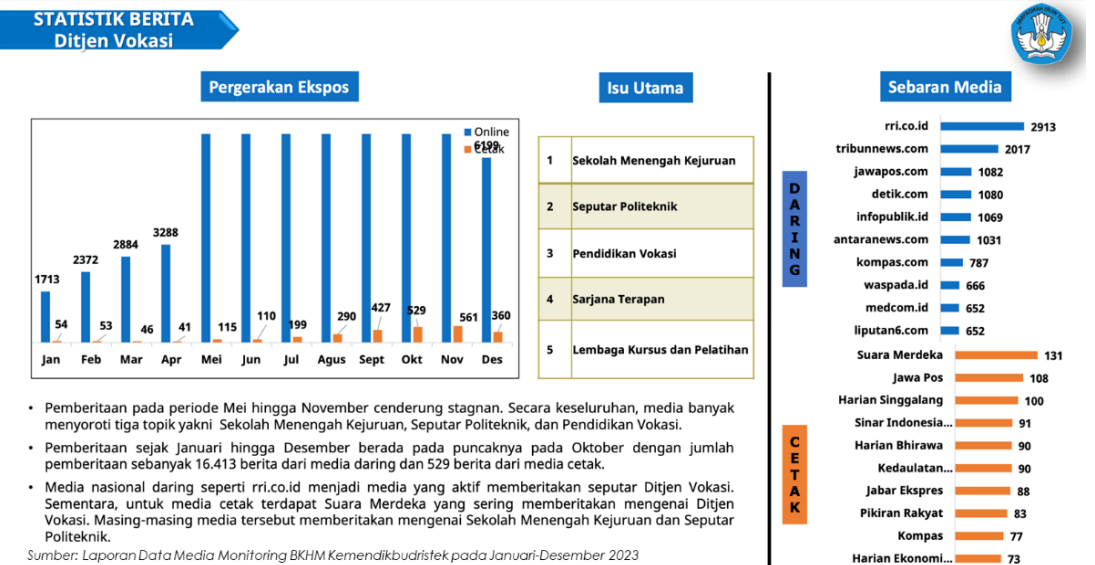 STATISTIK BERITA
Ditjen Vokasi
Pergerakan Ekspos
Online
Cetak
6199
3288
2884
2372
1713
54
53
46
41
115
110
199
290
427
529
561
360
Jan
Feb
Mar
Apr
Mei
Jun
Jul
Agus
Sept
Okt
Nov
Des
Isu Utama
1 Sekolah Menengah Kejuruan
2 Seputar Politeknik
3 Pendidikan Vokasi
4 Sarjana Terapan
5 Lembaga Kursus dan Pelatihan
• Pemberitaan pada periode Mei hingga November cenderung stagnan. Secara keseluruhan, media banyak
menyoroti tiga topik yakni Sekolah Menengah Kejuruan, Seputar Politeknik, dan Pendidikan Vokasi.
• Pemberitaan sejak Januari hingga Desember berada pada puncaknya pada Oktober dengan jumlah
pemberitaan sebanyak 16.413 berita dari media daring dan 529 berita dari media cetak.
• Media nasional daring seperti rri.co.id menjadi media yang aktif memberitakan seputar Ditjen Vokasi.
Sementara, untuk media cetak terdapat Suara Merdeka yang sering memberitakan mengenai Ditjen
Vokasi. Masing-masing media tersebut memberitakan mengenai Sekolah Menengah Kejuruan dan Seputar
Politeknik.
Sumber: Laporan Data Media Monitoring BKHM Kemendikbudristek pada Januari-Desember 2023
Sebaran Media
DARING
rri.co.id 2913
tribunnews.com 2017
jawapos.com 1082
detik.com 1080
infopublik.id 1069
antaranews.com 1031
kompas.com 787
waspada.id 666
medcom.id 652
liputan6.com 652
CETAK
Suara Merdeka 131
Jawa Pos 108
Harian Singgalang 100
Sinar Indonesia... 91
Harian Bhirawa 90
Kedaulatan... 90
Jabar Ekspres 88
Pikiran Rakyat 83
Kompas 77
Harian Ekonomi... 73